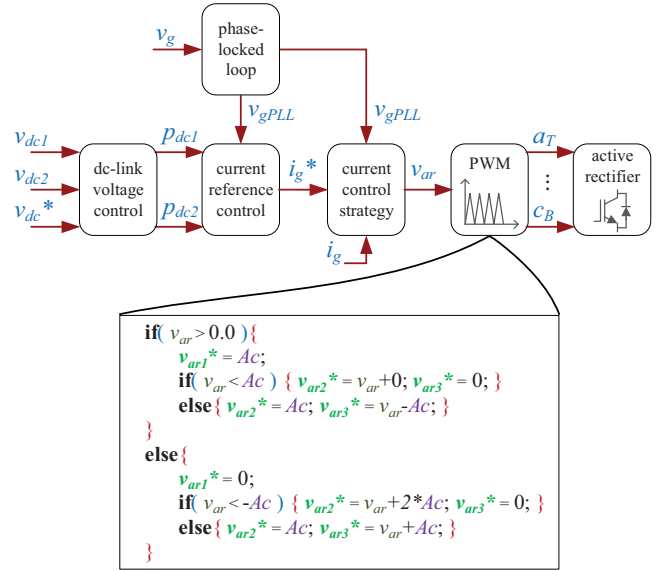 v_g
phase-
locked
loop
v_gPLL
v_gPLL
v_dc1
v_dc2
v_dc*
dc-link
voltage
control
p_dc1
p_dc2
current
reference
control
i_g*
current
control
strategy
i_g
v_ar
PWM
a_T
⋮
c_B
active
rectifier
if( v_ar > 0.0 ){
v_ar1* = Ac;
if( v_ar < Ac ) { v_ar2* = v_ar+0; v_ar3* = 0; }
else{ v_ar2* = Ac; v_ar3* = v_ar-Ac; }
}
else{
v_ar1* = 0;
if( v_ar < -Ac ) { v_ar2* = v_ar+2*Ac; v_ar3* = 0; }
else{ v_ar2* = Ac; v_ar3* = v_ar+Ac; }
}